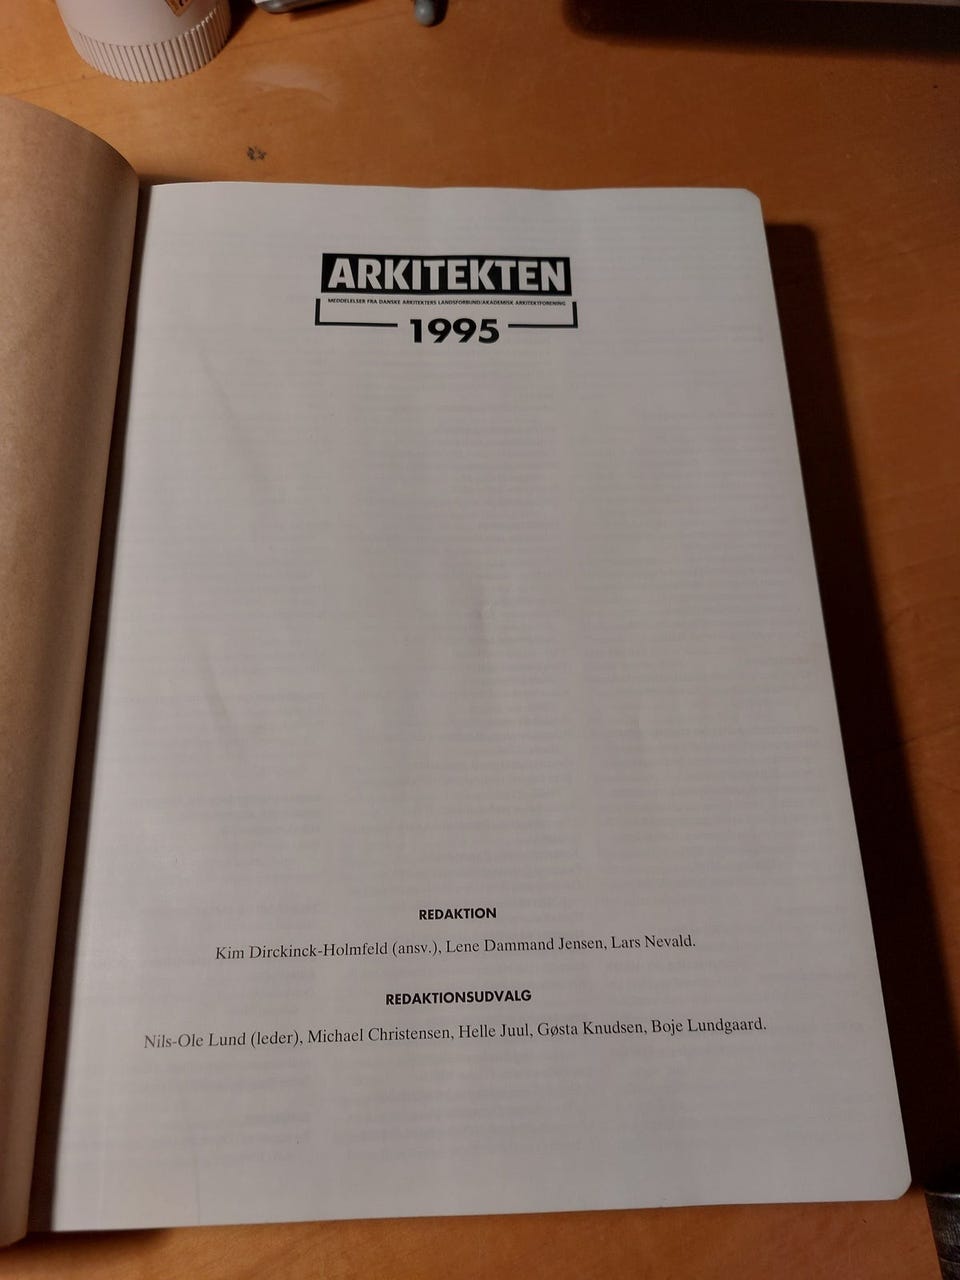 ARKITEKTEN
MEDDELELSER FRA DANSKE ARKITEKTERS LANDSFORBUND/AKADEMISK ARKITEKTFORENING
1995
REDAKTION
Kim Dirckinck-Holmfeld (ansv.), Lene Dammand Jensen, Lars Nevald.
REDAKTIONSUDVALG
Nils-Ole Lund (leder), Michael Christensen, Helle Juul, Gøsta Knudsen, Boje Lundgaard.